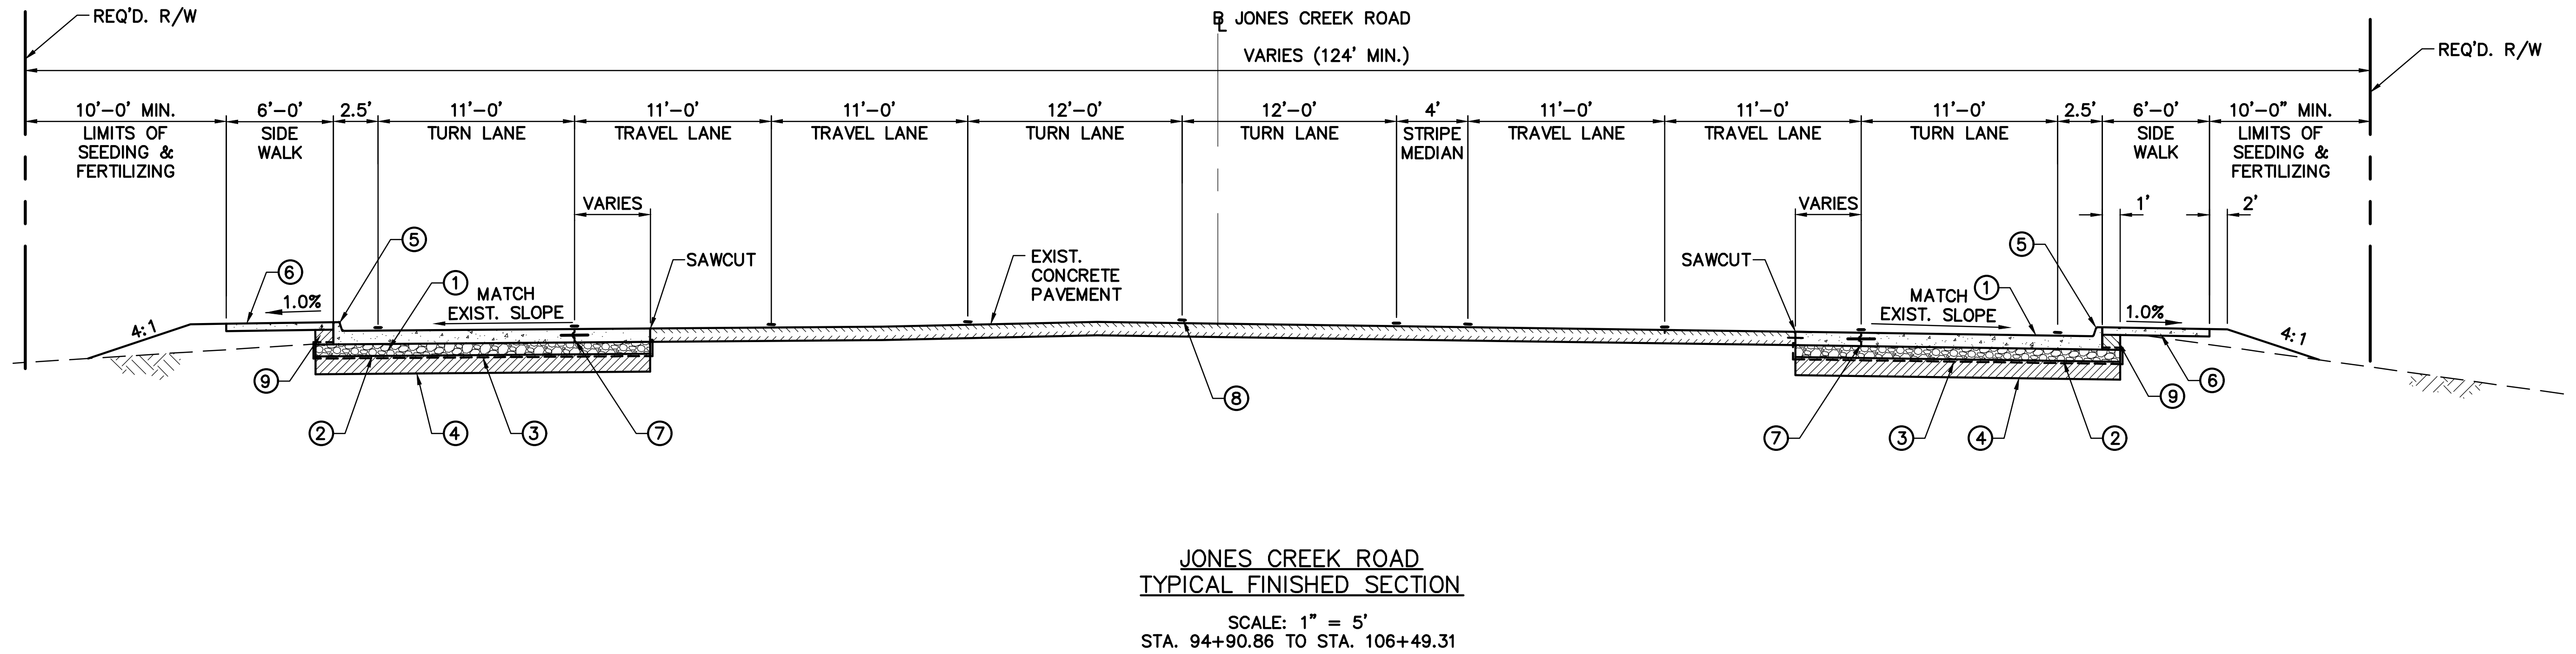 REQ'D. R/W
B L JONES CREEK ROAD
VARIES (124' MIN.)
REQ'D. R/W
10'-0' MIN.
LIMITS OF
SEEDING &
FERTILIZING
6'-0'
SIDE
WALK
2.5'
11'-0'
TURN LANE
11'-0'
TRAVEL LANE
11'-0'
TRAVEL LANE
12'-0'
TURN LANE
12'-0'
TURN LANE
4'
STRIPE
MEDIAN
11'-0'
TRAVEL LANE
11'-0'
TRAVEL LANE
11'-0'
TURN LANE
2.5'
6'-0'
SIDE
WALK
10'-0" MIN.
LIMITS OF
SEEDING &
FERTILIZING
VARIES
VARIES
1'
2'
5
6
1
1.0%
4:1
MATCH
EXIST. SLOPE
SAWCUT
EXIST.
CONCRETE
PAVEMENT
SAWCUT
MATCH
EXIST. SLOPE
1
5
1.0%
4:1
9
2
4
3
7
8
7
3
4
2
9
6
JONES CREEK ROAD
TYPICAL FINISHED SECTION
SCALE: 1" = 5'
STA. 94+90.86 TO STA. 106+49.31